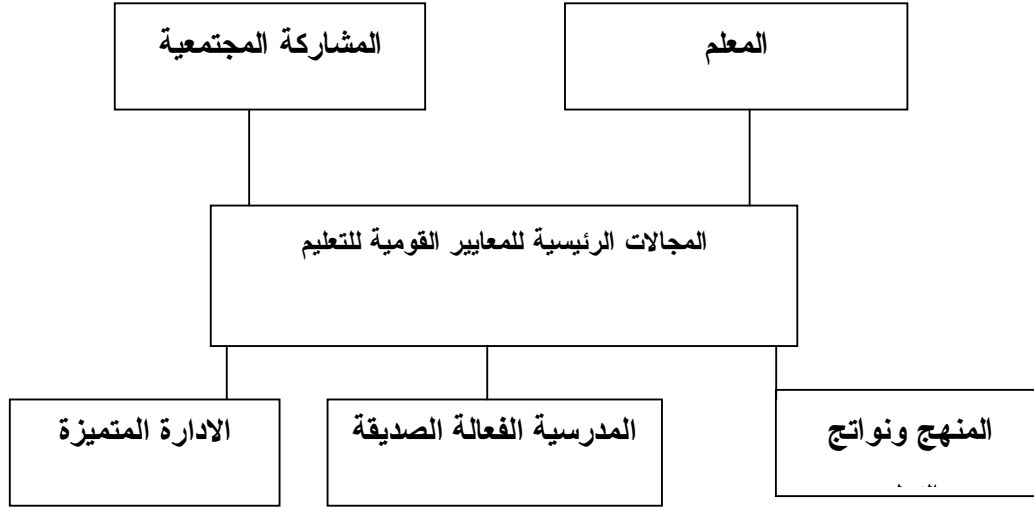 المعلم
المشاركة المجتمعية
المجالات الرئيسية للمعايير القومية للتعليم
المنهج ونواتج
المدرسية الفعالة الصديقة
الادارة المتميزة